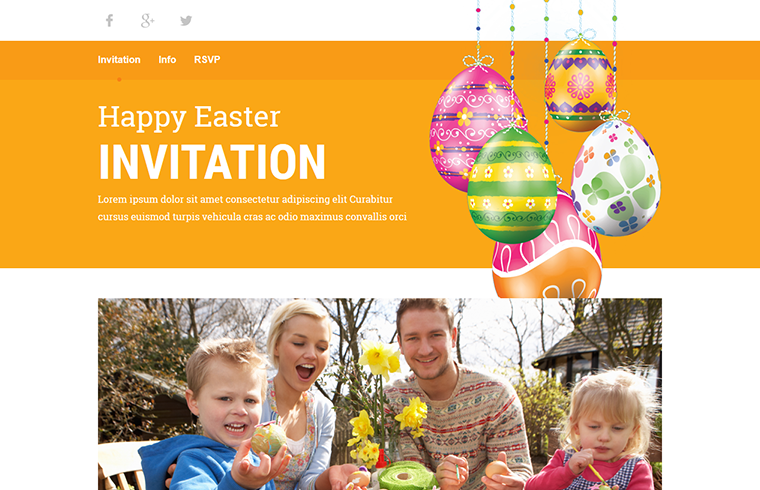 Invitation Info RSVP
Happy Easter
INVITATION
Lorem ipsum dolor sit amet consectetur adipiscing elit Curabitur
cursus euismod turpis vehicula cras ac odio maximus convallis orci